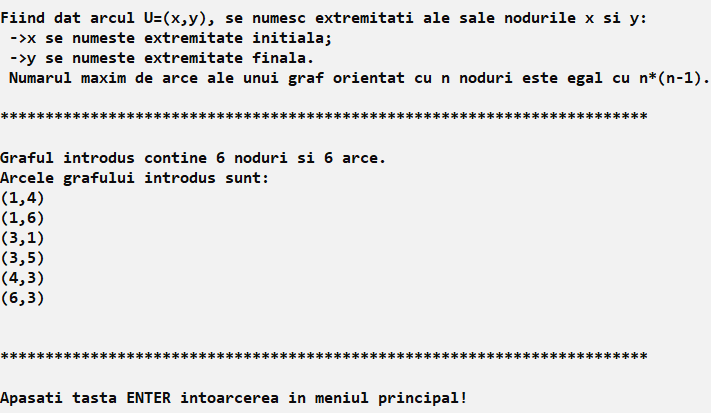 Fiind dat arcul U=(x,y), se numesc extremitati ale sale nodurile x si y:
->x se numeste extremitate initiala;
->y se numeste extremitate finala.
Numarul maxim de arce ale unui graf orientat cu n noduri este egal cu n*(n-1).
************************************************************************
Graful introdus contine 6 noduri si 6 arce.
Arcele grafului introdus sunt:
(1,4)
(1,6)
(3,1)
(3,5)
(4,3)
(6,3)
************************************************************************
Apasati tasta ENTER intoarcerea in meniul principal!